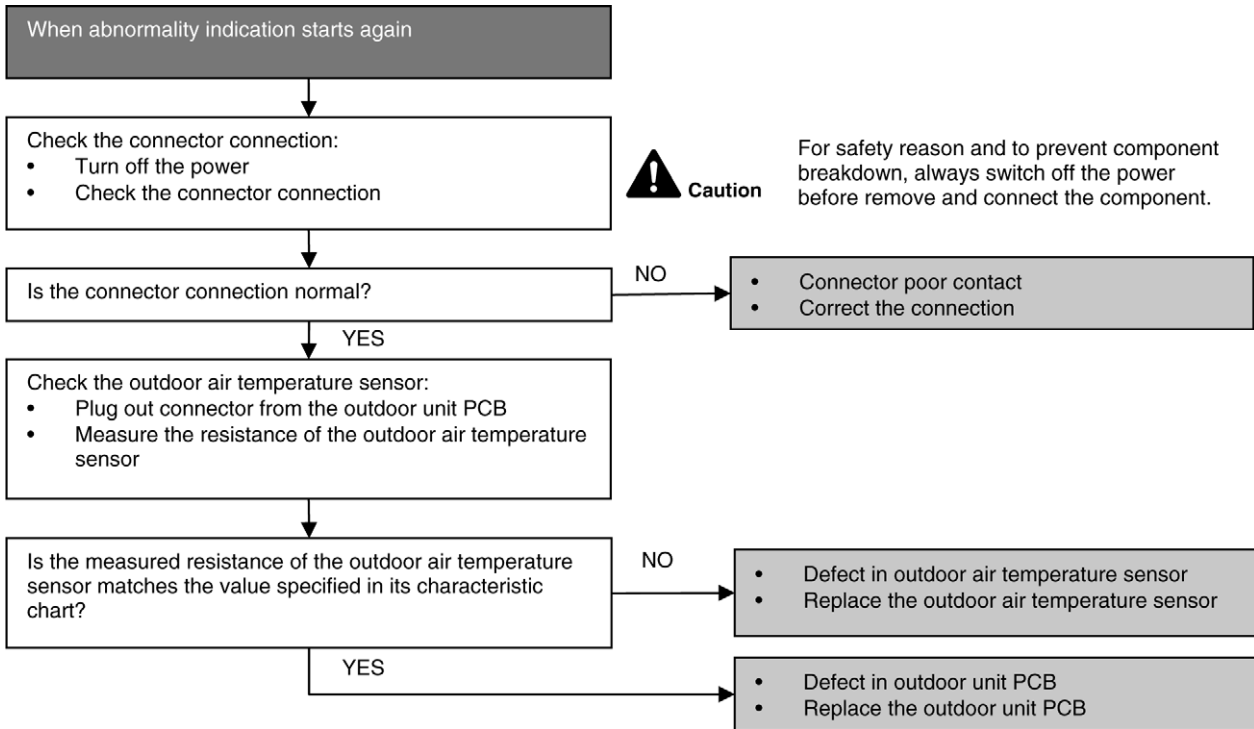 When abnormality indication starts again
Check the connector connection:
• Turn off the power
• Check the connector connection
Caution
For safety reason and to prevent component
breakdown, always switch off the power
before remove and connect the component.
Is the connector connection normal?
NO
• Connector poor contact
• Correct the connection
YES
Check the outdoor air temperature sensor:
• Plug out connector from the outdoor unit PCB
• Measure the resistance of the outdoor air temperature
sensor
Is the measured resistance of the outdoor air temperature
sensor matches the value specified in its characteristic
chart?
NO
• Defect in outdoor air temperature sensor
• Replace the outdoor air temperature sensor
YES
• Defect in outdoor unit PCB
• Replace the outdoor unit PCB